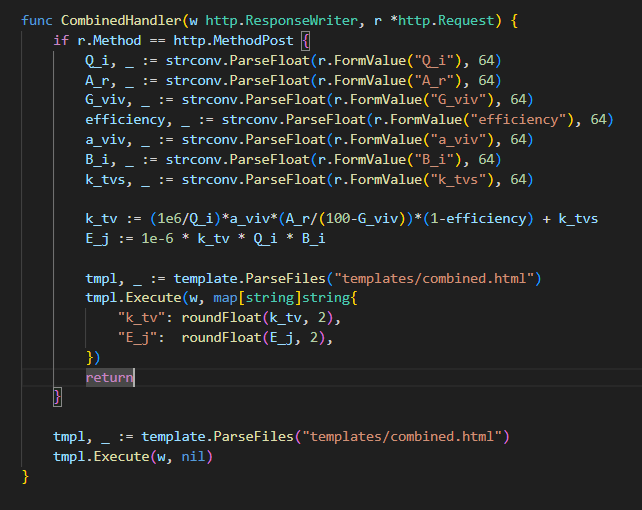 func CombinedHandler(w http.ResponseWriter, r *http.Request) {
    if r.Method == http.MethodPost {
        Q_i, _ := strconv.ParseFloat(r.FormValue("Q_i"), 64)
        A_r, _ := strconv.ParseFloat(r.FormValue("A_r"), 64)
        G_viv, _ := strconv.ParseFloat(r.FormValue("G_viv"), 64)
        efficiency, _ := strconv.ParseFloat(r.FormValue("efficiency"), 64)
        a_viv, _ := strconv.ParseFloat(r.FormValue("a_viv"), 64)
        B_i, _ := strconv.ParseFloat(r.FormValue("B_i"), 64)
        k_tvs, _ := strconv.ParseFloat(r.FormValue("k_tvs"), 64)

        k_tv := (1e6/Q_i)*a_viv*(A_r/(100-G_viv))*(1-efficiency) + k_tvs
        E_j := 1e-6 * k_tv * Q_i * B_i

        tmpl, _ := template.ParseFiles("templates/combined.html")
        tmpl.Execute(w, map[string]string{
            "k_tv": roundFloat(k_tv, 2),
            "E_j":  roundFloat(E_j, 2),
        })
        return
    }

    tmpl, _ := template.ParseFiles("templates/combined.html")
    tmpl.Execute(w, nil)
}